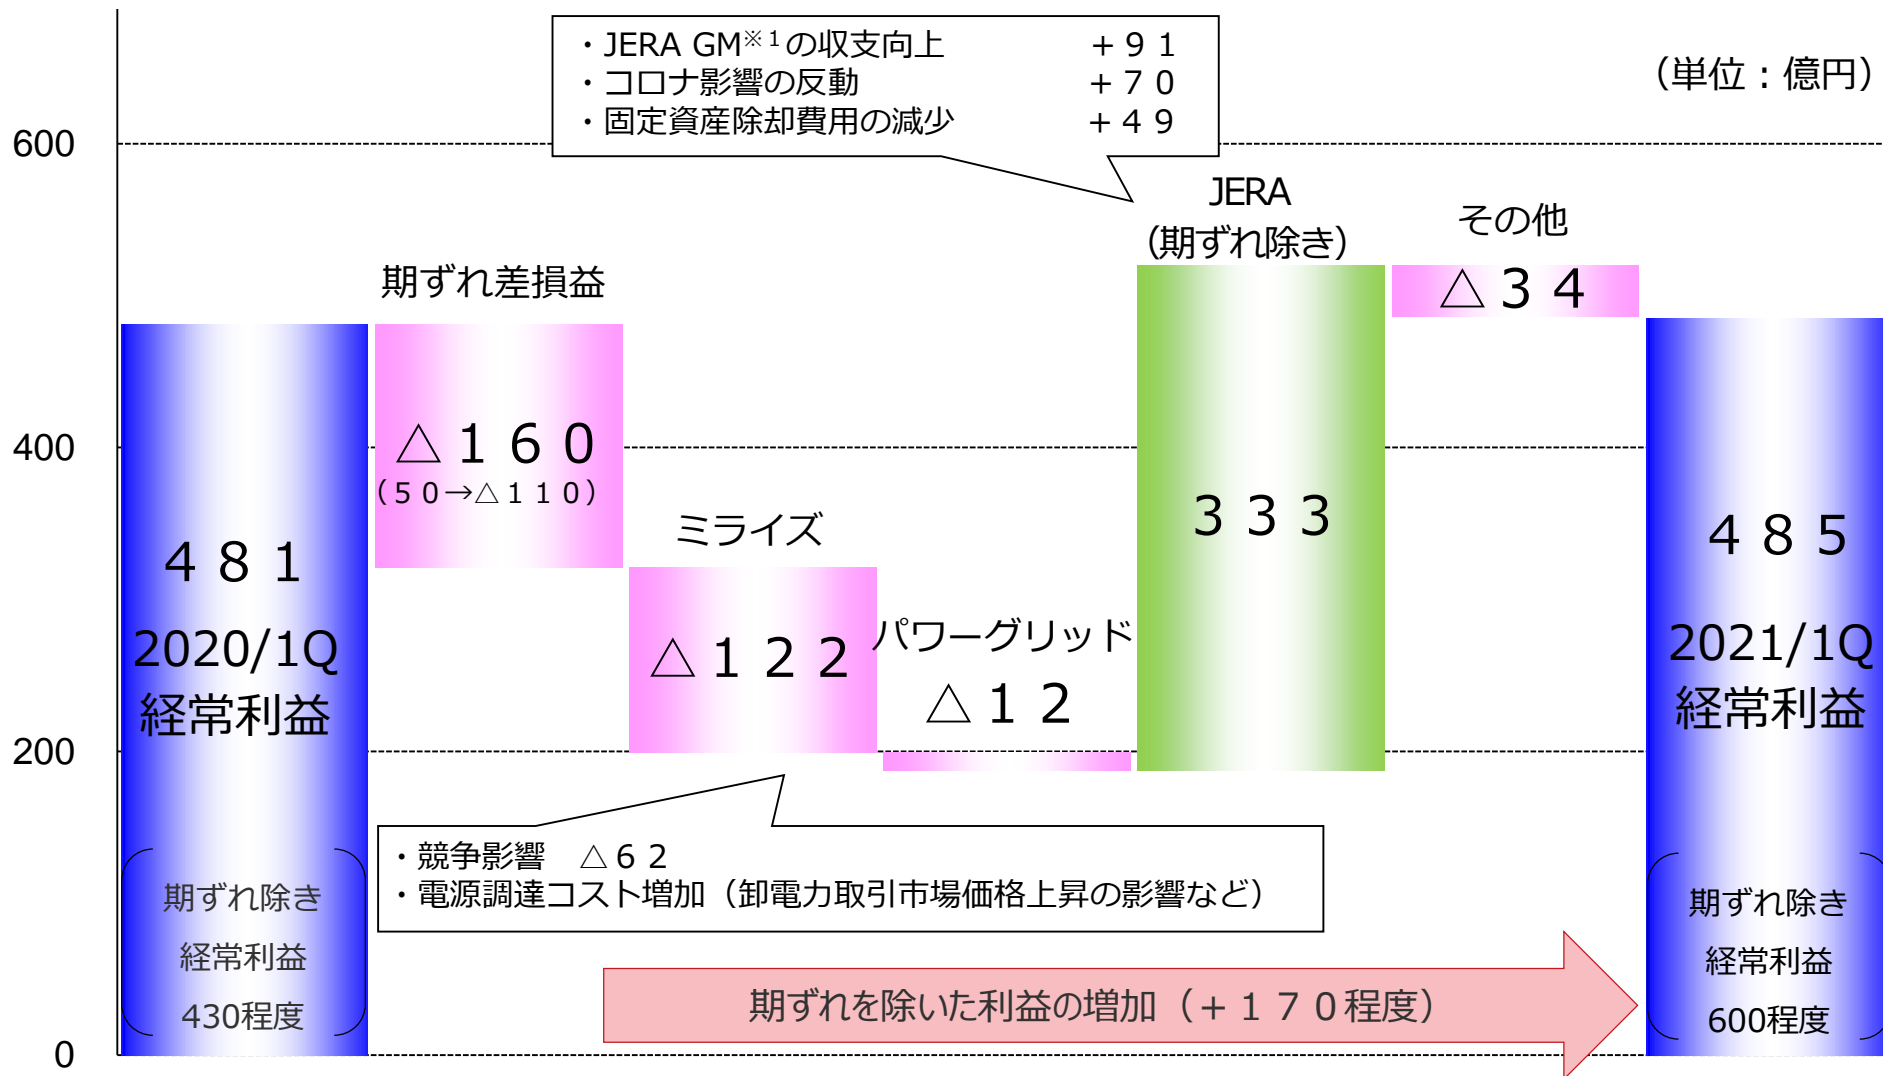 ・JERA GM※1の収支向上　　　　　+９１
・コロナ影響の反動　　　　　　　+７０
・固定資産除却費用の減少　　　　+４９
（単位：億円）
600
400
200
0
JERA
（期ずれ除き）
その他
期ずれ差損益
△３４
△１６０
（５０→△１１０）
３３３
ミライズ
△１２２
パワーグリッド
△１２
４８１
2020/1Q
経常利益
４８５
2021/1Q
経常利益
・競争影響　△６２
・電源調達コスト増加（卸電力取引市場価格上昇の影響など）
期ずれ除き
経常利益
430程度
期ずれ除き
経常利益
600程度
期ずれを除いた利益の増加（+１７０程度）